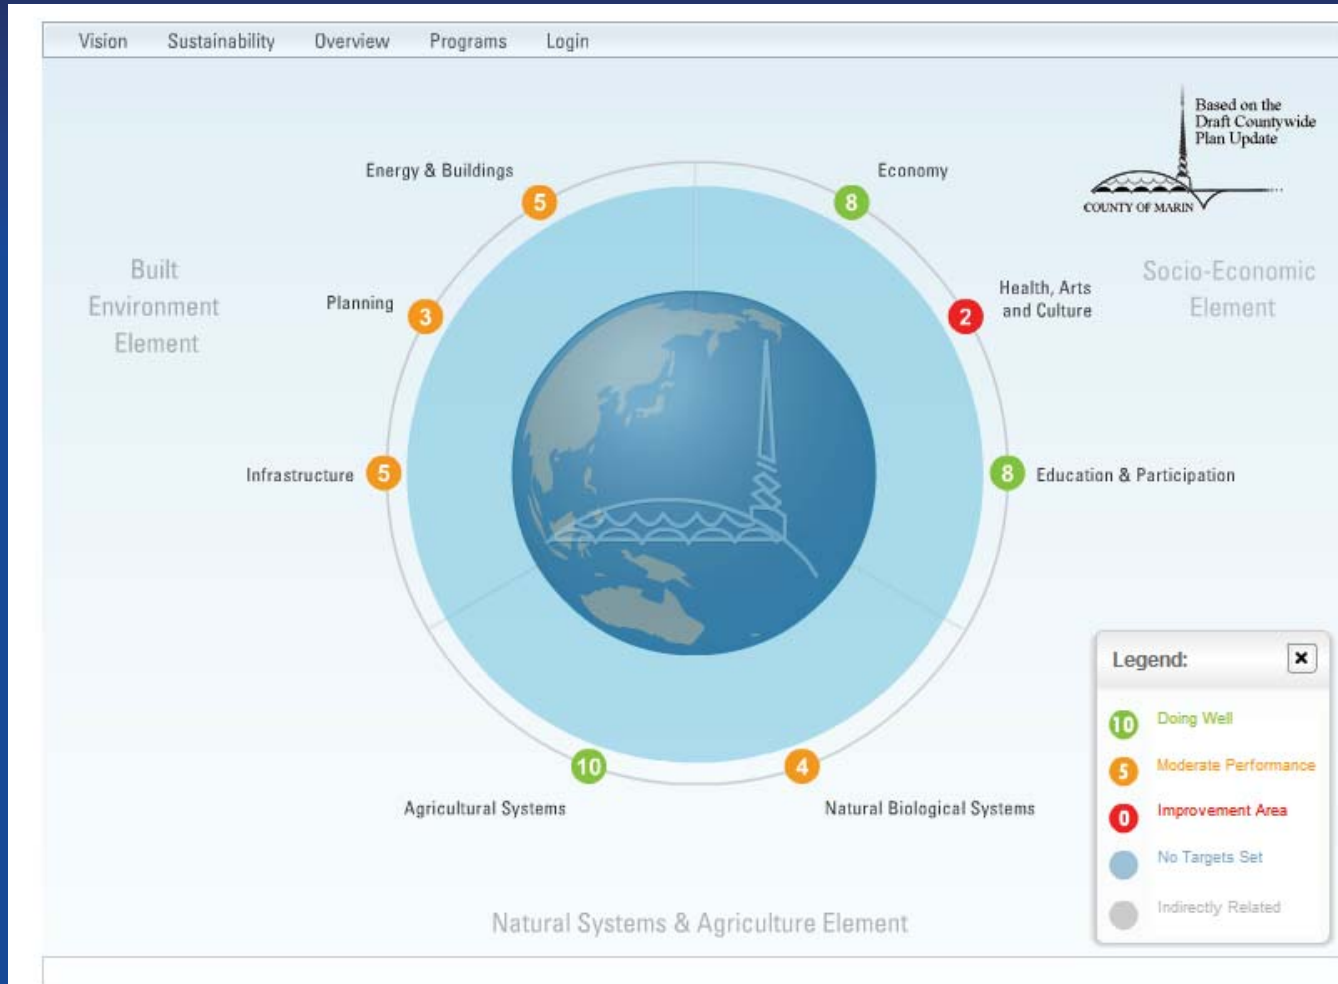 Vision Sustainability Overview Programs Login
Based on the
Draft Countywide
Plan Update
COUNTY OF MARIN
Energy & Buildings
5
Economy
8
Built
Environment
Element
Planning
3
Health, Arts
and Culture
2
Socio-Economic
Element
Infrastructure
5
8
Education & Participation
10
Agricultural Systems
4
Natural Biological Systems
Natural Systems & Agriculture Element
Legend:
10 Doing Well
5 Moderate Performance
0 Improvement Area
No Targets Set
Indirectly Related